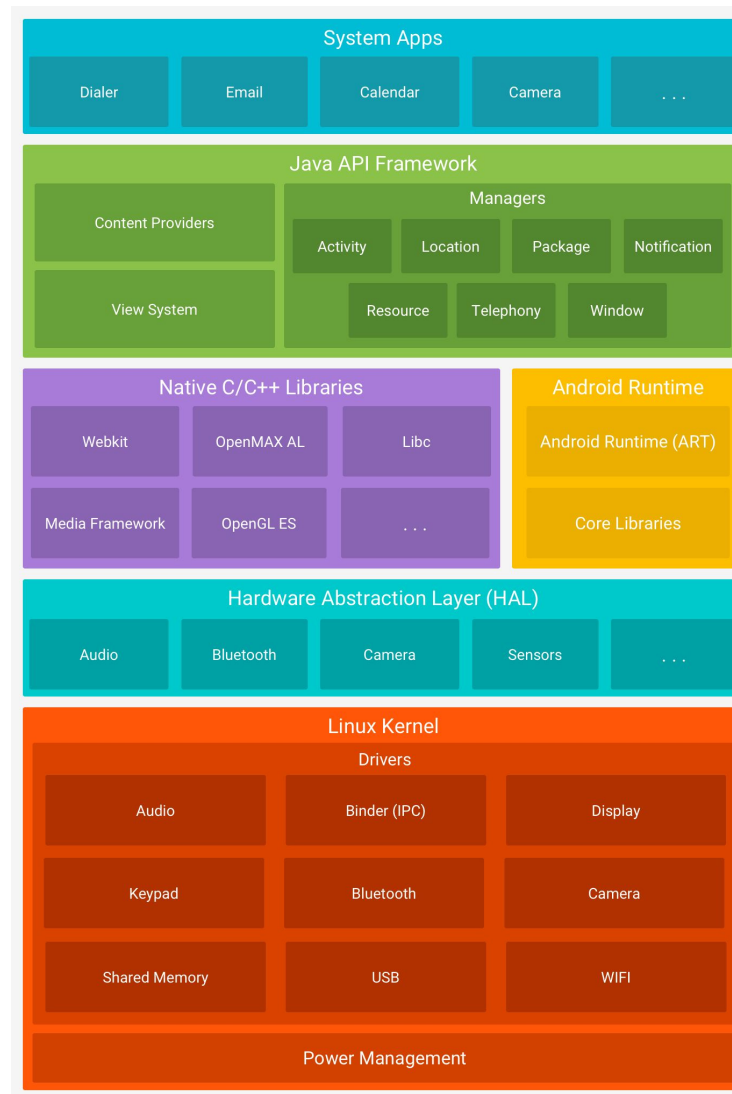 System Apps
Dialer
Email
Calendar
Camera
. . .
Java API Framework
Content Providers
View System
Managers
Activity
Location
Package
Notification
Resource
Telephony
Window
Native C/C++ Libraries
Webkit
OpenMAX AL
Libc
Media Framework
OpenGL ES
. . .
Android Runtime
Android Runtime (ART)
Core Libraries
Hardware Abstraction Layer (HAL)
Audio
Bluetooth
Camera
Sensors
. . .
Linux Kernel
Drivers
Audio
Binder (IPC)
Display
Keypad
Bluetooth
Camera
Shared Memory
USB
WIFI
Power Management